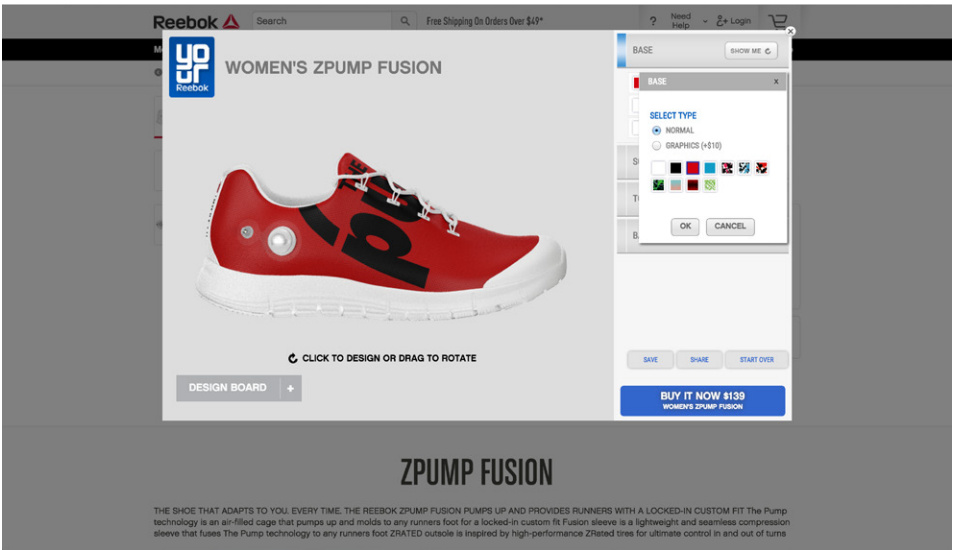 Reebok
Search
Free Shipping On Orders Over $49*
?
Need Help
Login
yo
ur
Reebok
WOMEN'S ZPUMP FUSION
BASE
SHOW ME
BASE
x
SELECT TYPE
NORMAL
GRAPHICS (+$10)
OK
CANCEL
THE
pu
CLICK TO DESIGN OR DRAG TO ROTATE
DESIGN BOARD +
SAVE
SHARE
START OVER
BUY IT NOW $139
WOMEN'S ZPUMP FUSION
ZPUMP FUSION
THE SHOE THAT ADAPTS TO YOU. EVERY TIME. THE REEBOK ZPUMP FUSION PUMPS UP AND PROVIDES RUNNERS WITH A LOCKED-IN CUSTOM FIT The Pump
technology is an air-filled cage that pumps up and molds to any runners foot for a locked-in custom fit Fusion sleeve is a lightweight and seamless compression
sleeve that fuses The Pump technology to any runners foot ZRATED outsole is inspired by high-performance ZRated tires for ultimate control in and out of turns